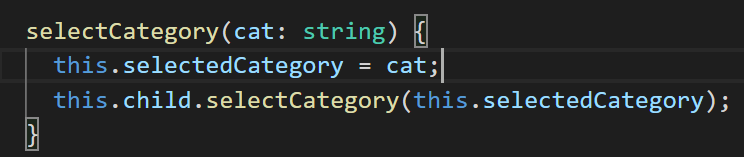 selectCategory(cat: string) {
this.selectedCategory = cat;
this.child.selectCategory(this.selectedCategory);
}